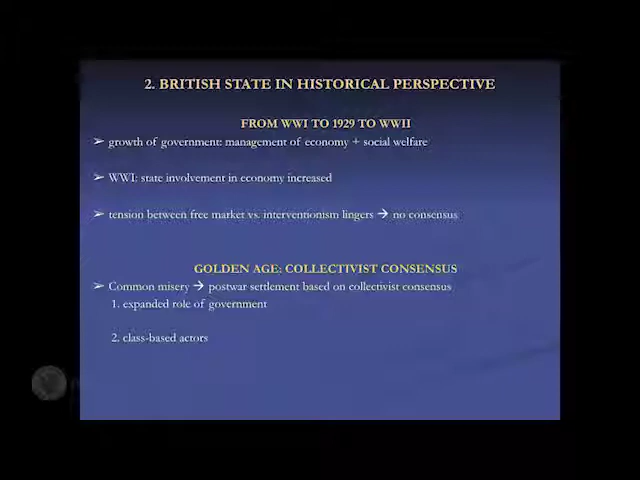 2. BRITISH STATE IN HISTORICAL PERSPECTIVE
FROM WWI TO 1929 TO WWII
➢ growth of government: management of economy + social welfare
➢ WWI: state involvement in economy increased
➢ tension between free market vs. interventionism lingers → no consensus
GOLDEN AGE: COLLECTIVIST CONSENSUS
➢ Common misery → postwar settlement based on collectivist consensus
1. expanded role of government
2. class-based actors